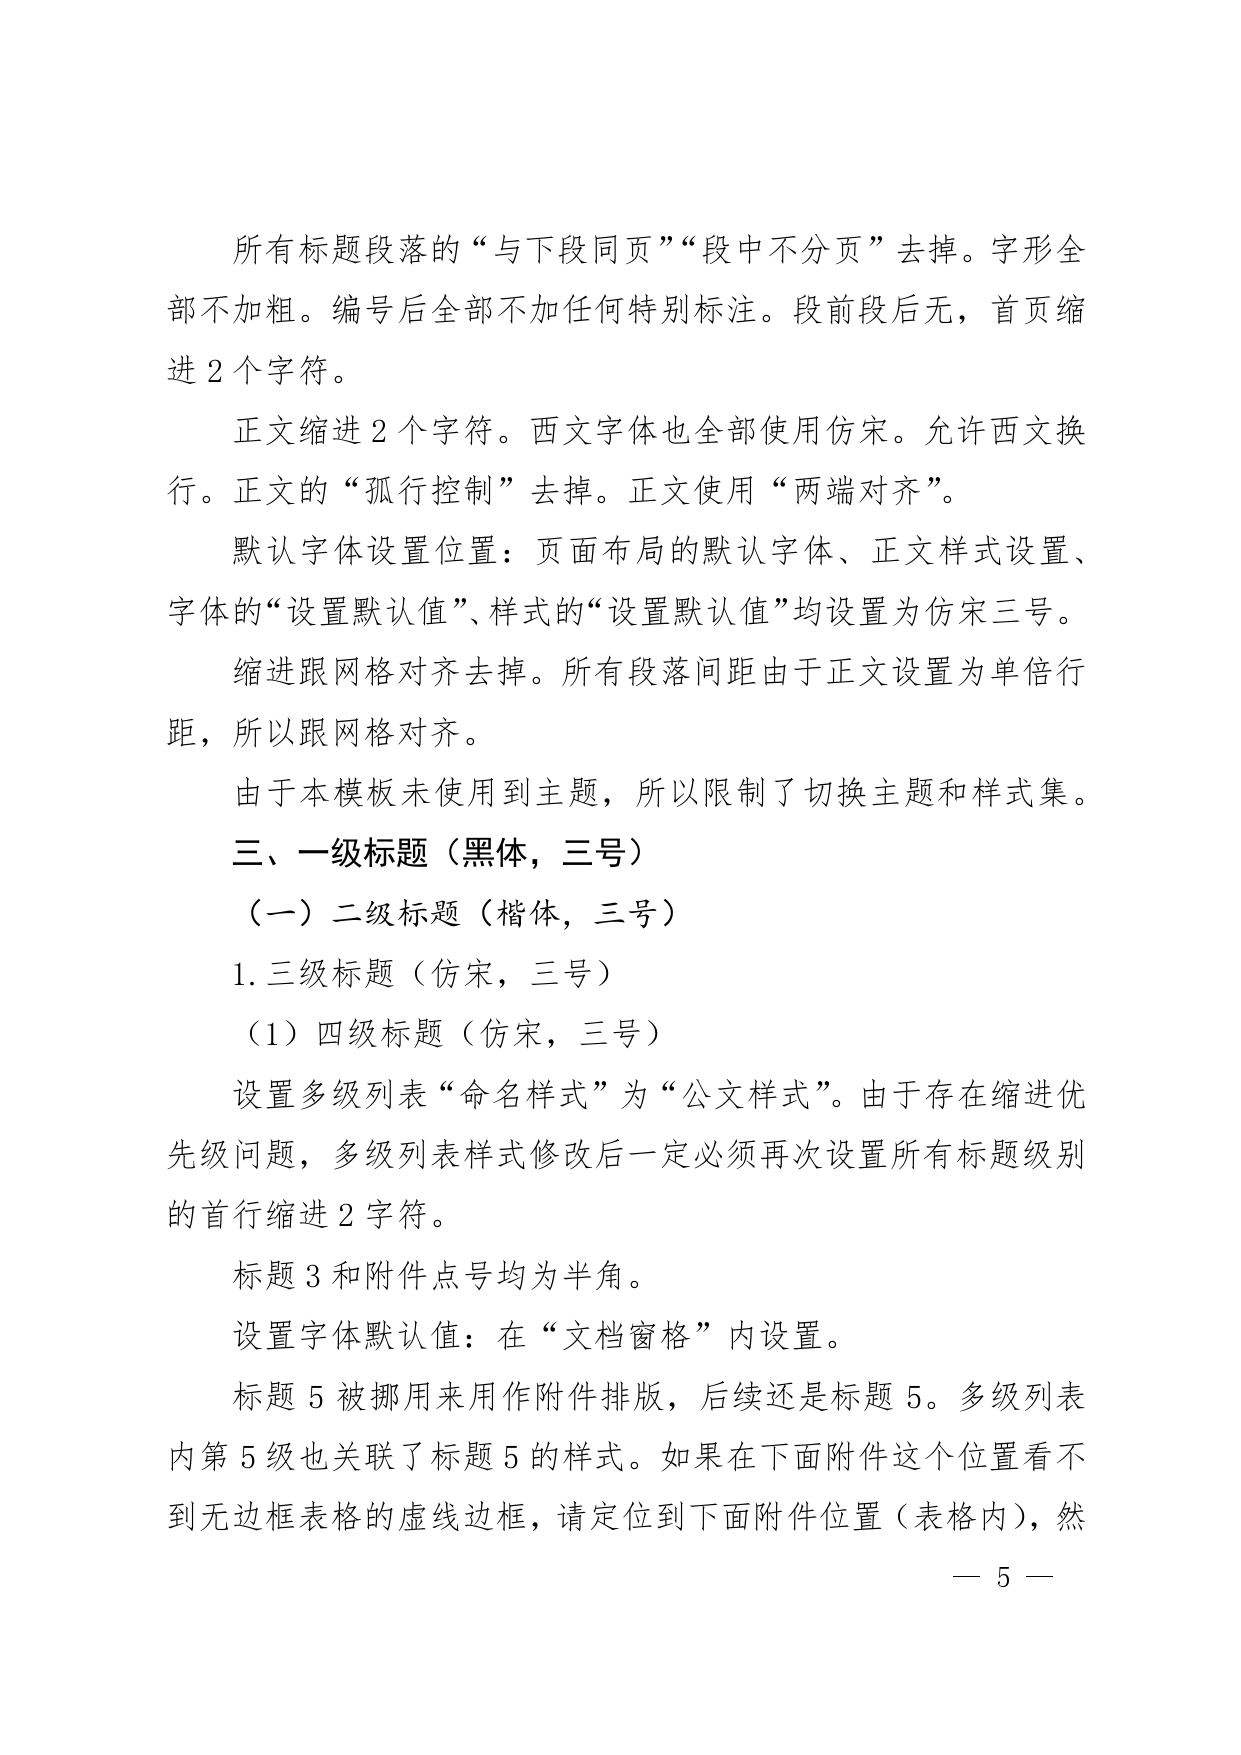 所有标题段落的“与下段同页”“段中不分页”去掉。字形全
部不加粗。编号后全部不加任何特别标注。段前段后无，首页缩
进2个字符。
正文缩进2个字符。西文字体也全部使用仿宋。允许西文换
行。正文的“孤行控制”去掉。正文使用“两端对齐”。
默认字体设置位置：页面布局的默认字体、正文样式设置、
字体的“设置默认值”、样式的“设置默认值”均设置为仿宋三号。
缩进跟网格对齐去掉。所有段落间距由于正文设置为单倍行
距，所以跟网格对齐。
由于本模板未使用到主题，所以限制了切换主题和样式集。
三、一级标题（黑体，三号）
（一）二级标题（楷体，三号）
1.三级标题（仿宋，三号）
（1）四级标题（仿宋，三号）
设置多级列表“命名样式”为“公文样式”。由于存在缩进优
先级问题，多级列表样式修改后一定必须再次设置所有标题级别
的首行缩进2字符。
标题3和附件点号均为半角。
设置字体默认值：在“文档窗格”内设置。
标题5被挪用来用作附件排版，后续还是标题5。多级列表
内第5级也关联了标题5的样式。如果在下面附件这个位置看不
到无边框表格的虚线边框，请定位到下面附件位置（表格内），然
— 5 —